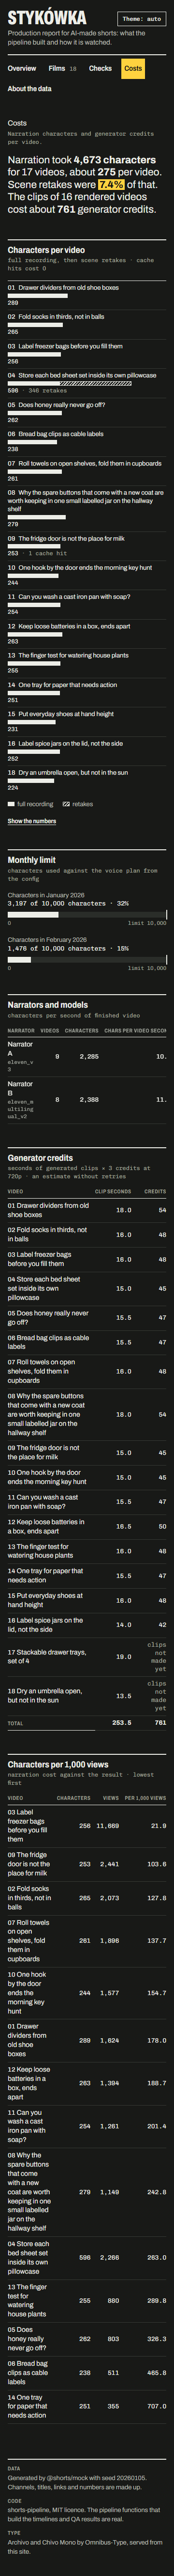 STYKÓWKA
Theme: auto
Production report for AI-made shorts: what the
pipeline built and how it was watched.
Overview Films 18 Checks Costs
About the data
Costs
Narration characters and generator credits
per video.
Narration took 4,673 characters
for 17 videos, about 275 per video.
Scene retakes were 7.4% of that.
The clips of 16 rendered videos
cost about 761 generator credits.
Characters per video
full recording, then scene retakes · cache
hits cost 0
01 Drawer dividers from old shoe boxes
289
02 Fold socks in thirds, not in balls
265
03 Label freezer bags before you fill them
256
04 Store each bed sheet set inside its own pillowcase
596 · 346 retakes
05 Does honey really never go off?
262
06 Bread bag clips as cable labels
238
07 Roll towels on open shelves, fold them in cupboards
261
08 Why the spare buttons that come with a new coat are
worth keeping in one small labelled jar on the hallway
shelf
279
09 The fridge door is not the place for milk
253 · 1 cache hit
10 One hook by the door ends the morning key hunt
244
11 Can you wash a cast iron pan with soap?
254
12 Keep loose batteries in a box, ends apart
263
13 The finger test for watering house plants
255
14 One tray for paper that needs action
251
15 Put everyday shoes at hand height
231
16 Label spice jars on the lid, not the side
252
18 Dry an umbrella open, but not in the sun
224
full recording retakes
Show the numbers
Monthly limit
characters used against the voice plan from
the config
Characters in January 2026
3,197 of 10,000 characters · 32%
0 limit 10,000
Characters in February 2026
1,476 of 10,000 characters · 15%
0 limit 10,000
Narrators and models
characters per second of finished video
NARRATOR VIDEOS CHARACTERS CHARS PER VIDEO SECON
Narrator
A
eleven_v
3
9 2,285 10.
Narrator
B
eleven_m
ultiling
ual_v2
8 2,388 11.
Generator credits
seconds of generated clips × 3 credits at
720p · an estimate without retries
VIDEO CLIP SECONDS CREDITS
01 Drawer dividers from old
shoe boxes
18.0 54
02 Fold socks in thirds, not
in balls
16.0 48
03 Label freezer bags
before you fill them
16.0 48
04 Store each bed sheet
set inside its own
pillowcase
15.0 45
05 Does honey really never
go off?
15.5 47
06 Bread bag clips as cable
labels
15.5 47
07 Roll towels on open
shelves, fold them in
cupboards
16.0 48
08 Why the spare buttons
that come with a new coat
are worth keeping in one
small labelled jar on the
hallway shelf
18.0 54
09 The fridge door is not
the place for milk
15.0 45
10 One hook by the door
ends the morning key hunt
15.0 45
11 Can you wash a cast
iron pan with soap?
15.5 47
12 Keep loose batteries in
a box, ends apart
16.5 50
13 The finger test for
watering house plants
16.0 48
14 One tray for paper that
needs action
15.5 47
15 Put everyday shoes at
hand height
16.0 48
16 Label spice jars on the
lid, not the side
14.0 42
17 Stackable drawer trays,
set of 4
19.0 clips
not
made
yet
18 Dry an umbrella open,
but not in the sun
13.5 clips
not
made
yet
TOTAL 253.5 761
Characters per 1,000 views
narration cost against the result · lowest
first
VIDEO CHARACTERS VIEWS PER 1,000 VIEWS
03 Label
freezer bags
before you fill
them
256 11,669 21.9
09 The fridge
door is not the
place for milk
253 2,441 103.6
02 Fold socks
in thirds, not in
balls
265 2,073 127.8
07 Roll towels
on open
shelves, fold
them in
cupboards
261 1,896 137.7
10 One hook
by the door
ends the
morning key
hunt
244 1,577 154.7
01 Drawer
dividers from
old shoe
boxes
289 1,624 178.0
12 Keep loose
batteries in a
box, ends
apart
263 1,394 188.7
11 Can you
wash a cast
iron pan with
soap?
254 1,261 201.4
08 Why the
spare buttons
that come
with a new
coat are worth
keeping in one
small labelled
jar on the
hallway shelf
279 1,149 242.8
04 Store each
bed sheet set
inside its own
pillowcase
596 2,266 263.0
13 The finger
test for
watering
house plants
255 880 289.8
05 Does
honey really
never go off?
262 803 326.3
06 Bread bag
clips as cable
labels
238 511 465.8
14 One tray
for paper that
needs action
251 355 707.0
DATA
Generated by @shorts/mock with seed 20260105.
Channels, titles, links and numbers are made up.
CODE
shorts-pipeline, MIT licence. The pipeline functions that
build the timelines and QA results are real.
TYPE
Archivo and Chivo Mono by Omnibus-Type, served from
this site.